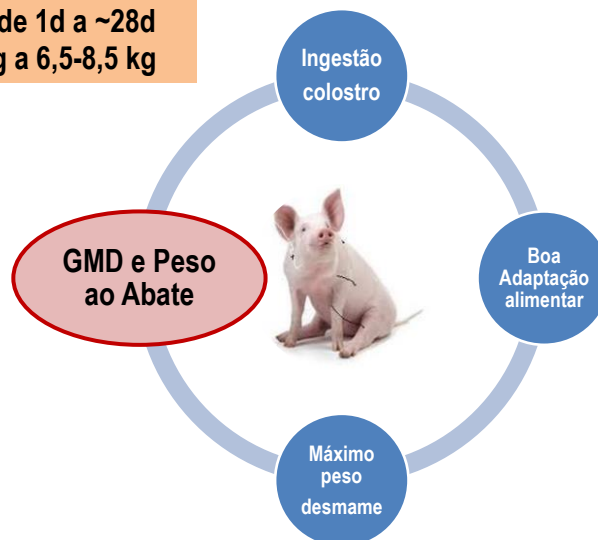 de 1d a ~28d
a 6,5-8,5 kg
Ingestão
colostro
GMD e Peso
ao Abate
Boa
Adaptação
alimentar
Máximo
peso
desmame